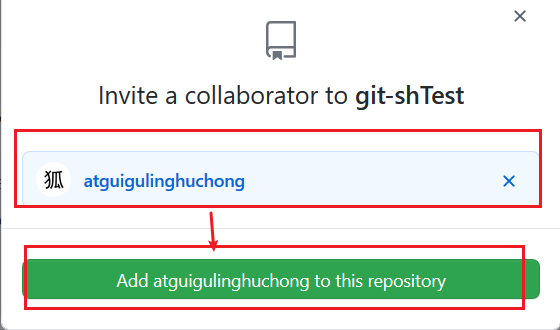 Invite a collaborator to git-shTest
狐 atguigulinghuchong
Add atguigulinghuchong to this repository